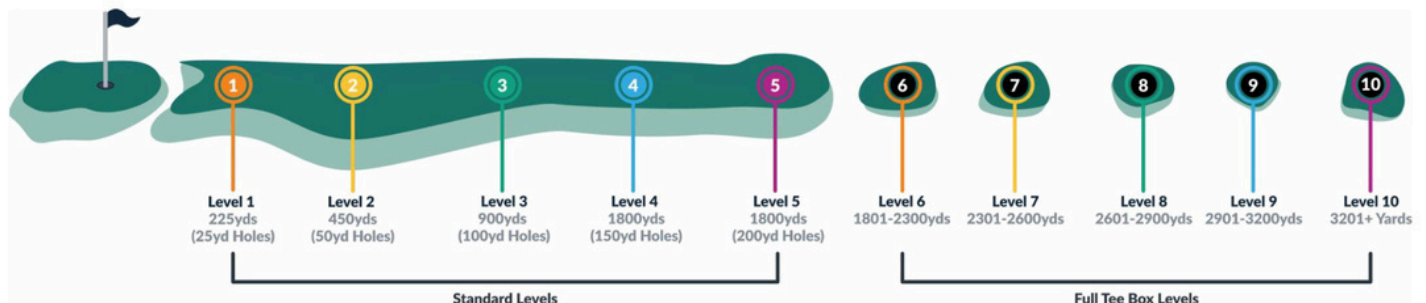 1
2
3
4
5
6
7
8
9
10
Level 1
225yds
(25yd Holes)
Level 2
450yds
(50yd Holes)
Level 3
900yds
(100yd Holes)
Level 4
1800yds
(150yd Holes)
Level 5
1800yds
(200yd Holes)
Level 6
1801-2300yds
Level 7
2301-2600yds
Level 8
2601-2900yds
Level 9
2901-3200yds
Level 10
3201+ Yards
Standard Levels
Full Tee Box Levels